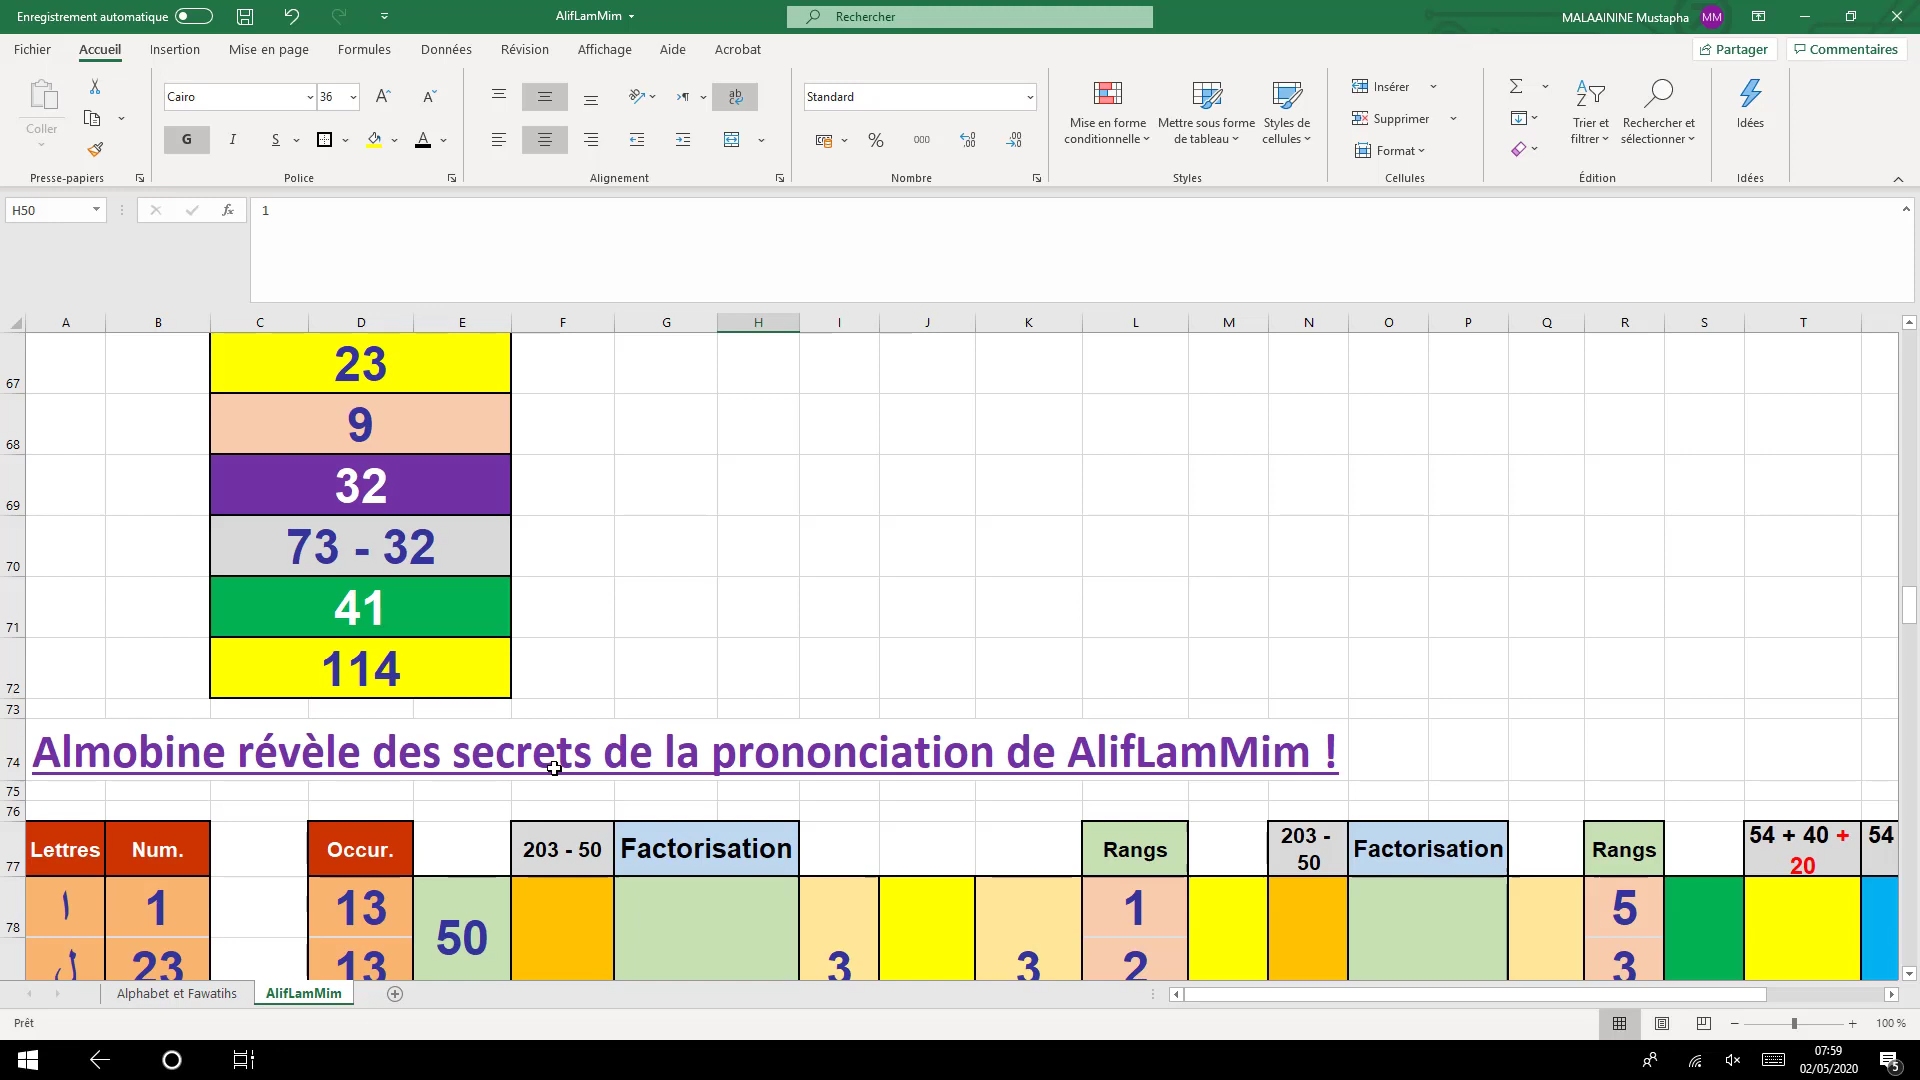 Enregistrement automatique
AlifLamMim
Rechercher
MALAAININE Mustapha
MM
Fichier Accueil Insertion Mise en page Formules Données Révision Affichage Aide Acrobat
Partager Commentaires
Coller
Presse-papiers
Cairo 36
G I S
Police
Alignement
Standard
% 000
Nombre
Mise en forme conditionnelle
Mettre sous forme de tableau
Styles de cellules
Styles
Insérer
Supprimer
Format
Cellules
Trier et filtrer
Rechercher et sélectionner
Édition
Idées
Idées
H50 fx 1
A B C D E F G H I J K L M N O P Q R S T
67 23
68 9
69 32
70 73 - 32
71 41
72 114
73
74 Almobine révèle des secrets de la prononciation de AlifLamMim !
75
76
77 Lettres Num. Occur. 203 - 50 Factorisation Rangs 203 - 50 Factorisation Rangs 54 + 40 + 20 54
78 ا 1 13 50 1 5
ل 23 13 3 3 2 3
Alphabet et Fawatihs AlifLamMim
Prêt
100 %
07:59
02/05/2020
5